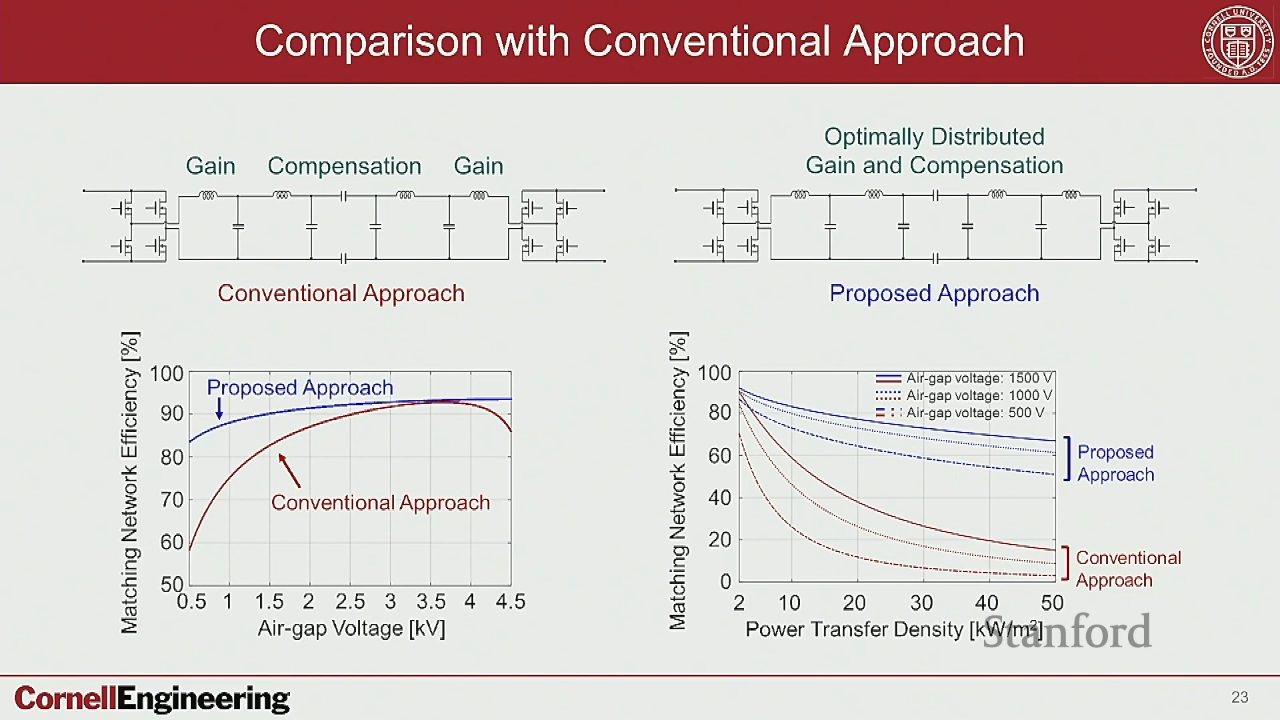 Comparison with Conventional Approach
CORNELL UNIVERSITY
FOUNDED A.D. 1865
Gain Compensation Gain
Conventional Approach
Optimally Distributed
Gain and Compensation
Proposed Approach
Matching Network Efficiency [%]
100
90
80
70
60
50
0.5 1 1.5 2 2.5 3 3.5 4 4.5
Air-gap Voltage [kV]
Proposed Approach
Conventional Approach
Matching Network Efficiency [%]
100
80
60
40
20
0
2 10 20 30 40 50
Power Transfer Density [kW/m²]
Air-gap voltage: 1500 V
Air-gap voltage: 1000 V
Air-gap voltage: 500 V
Proposed
Approach
Conventional
Approach
Stanford
CornellEngineering
23